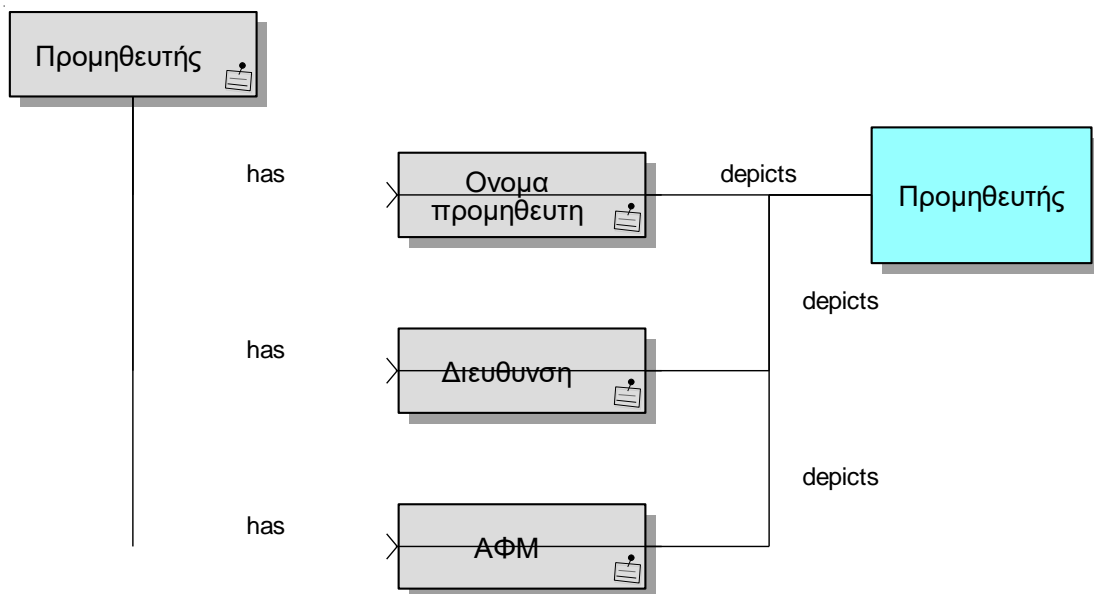 Προμηθευτής
has
Ονομα
προμηθευτη
depicts
Προμηθευτής
depicts
has
Διευθυνση
depicts
has
ΑΦΜ